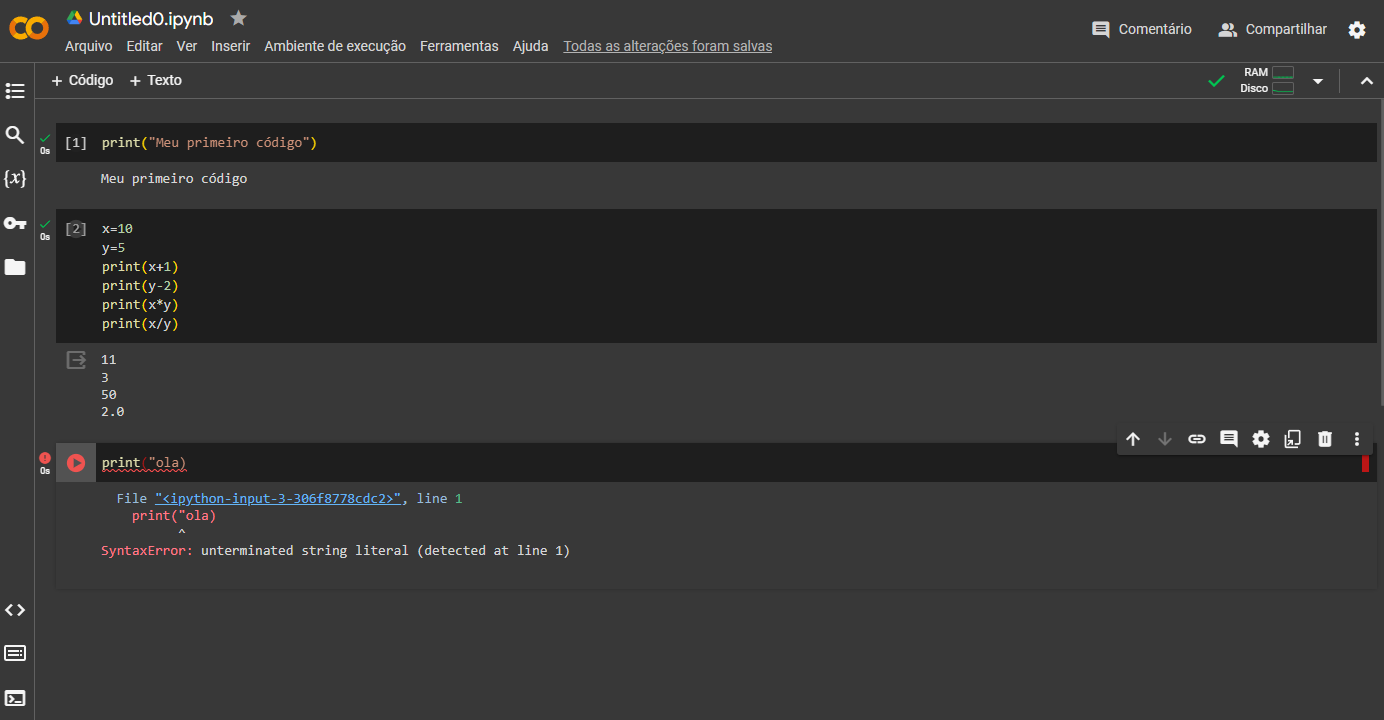 Untitled0.ipynb
Arquivo Editar Ver Inserir Ambiente de execução Ferramentas Ajuda Todas as alterações foram salvas
Comentário Compartilhar
+ Código + Texto
RAM
Disco
0s [1] print("Meu primeiro código")
Meu primeiro código
0s [2] x=10
y=5
print(x+1)
print(y-2)
print(x*y)
print(x/y)
11
3
50
2.0
0s print("ola)
File "<ipython-input-3-306f8778cdc2>", line 1
print("ola)
^
SyntaxError: unterminated string literal (detected at line 1)